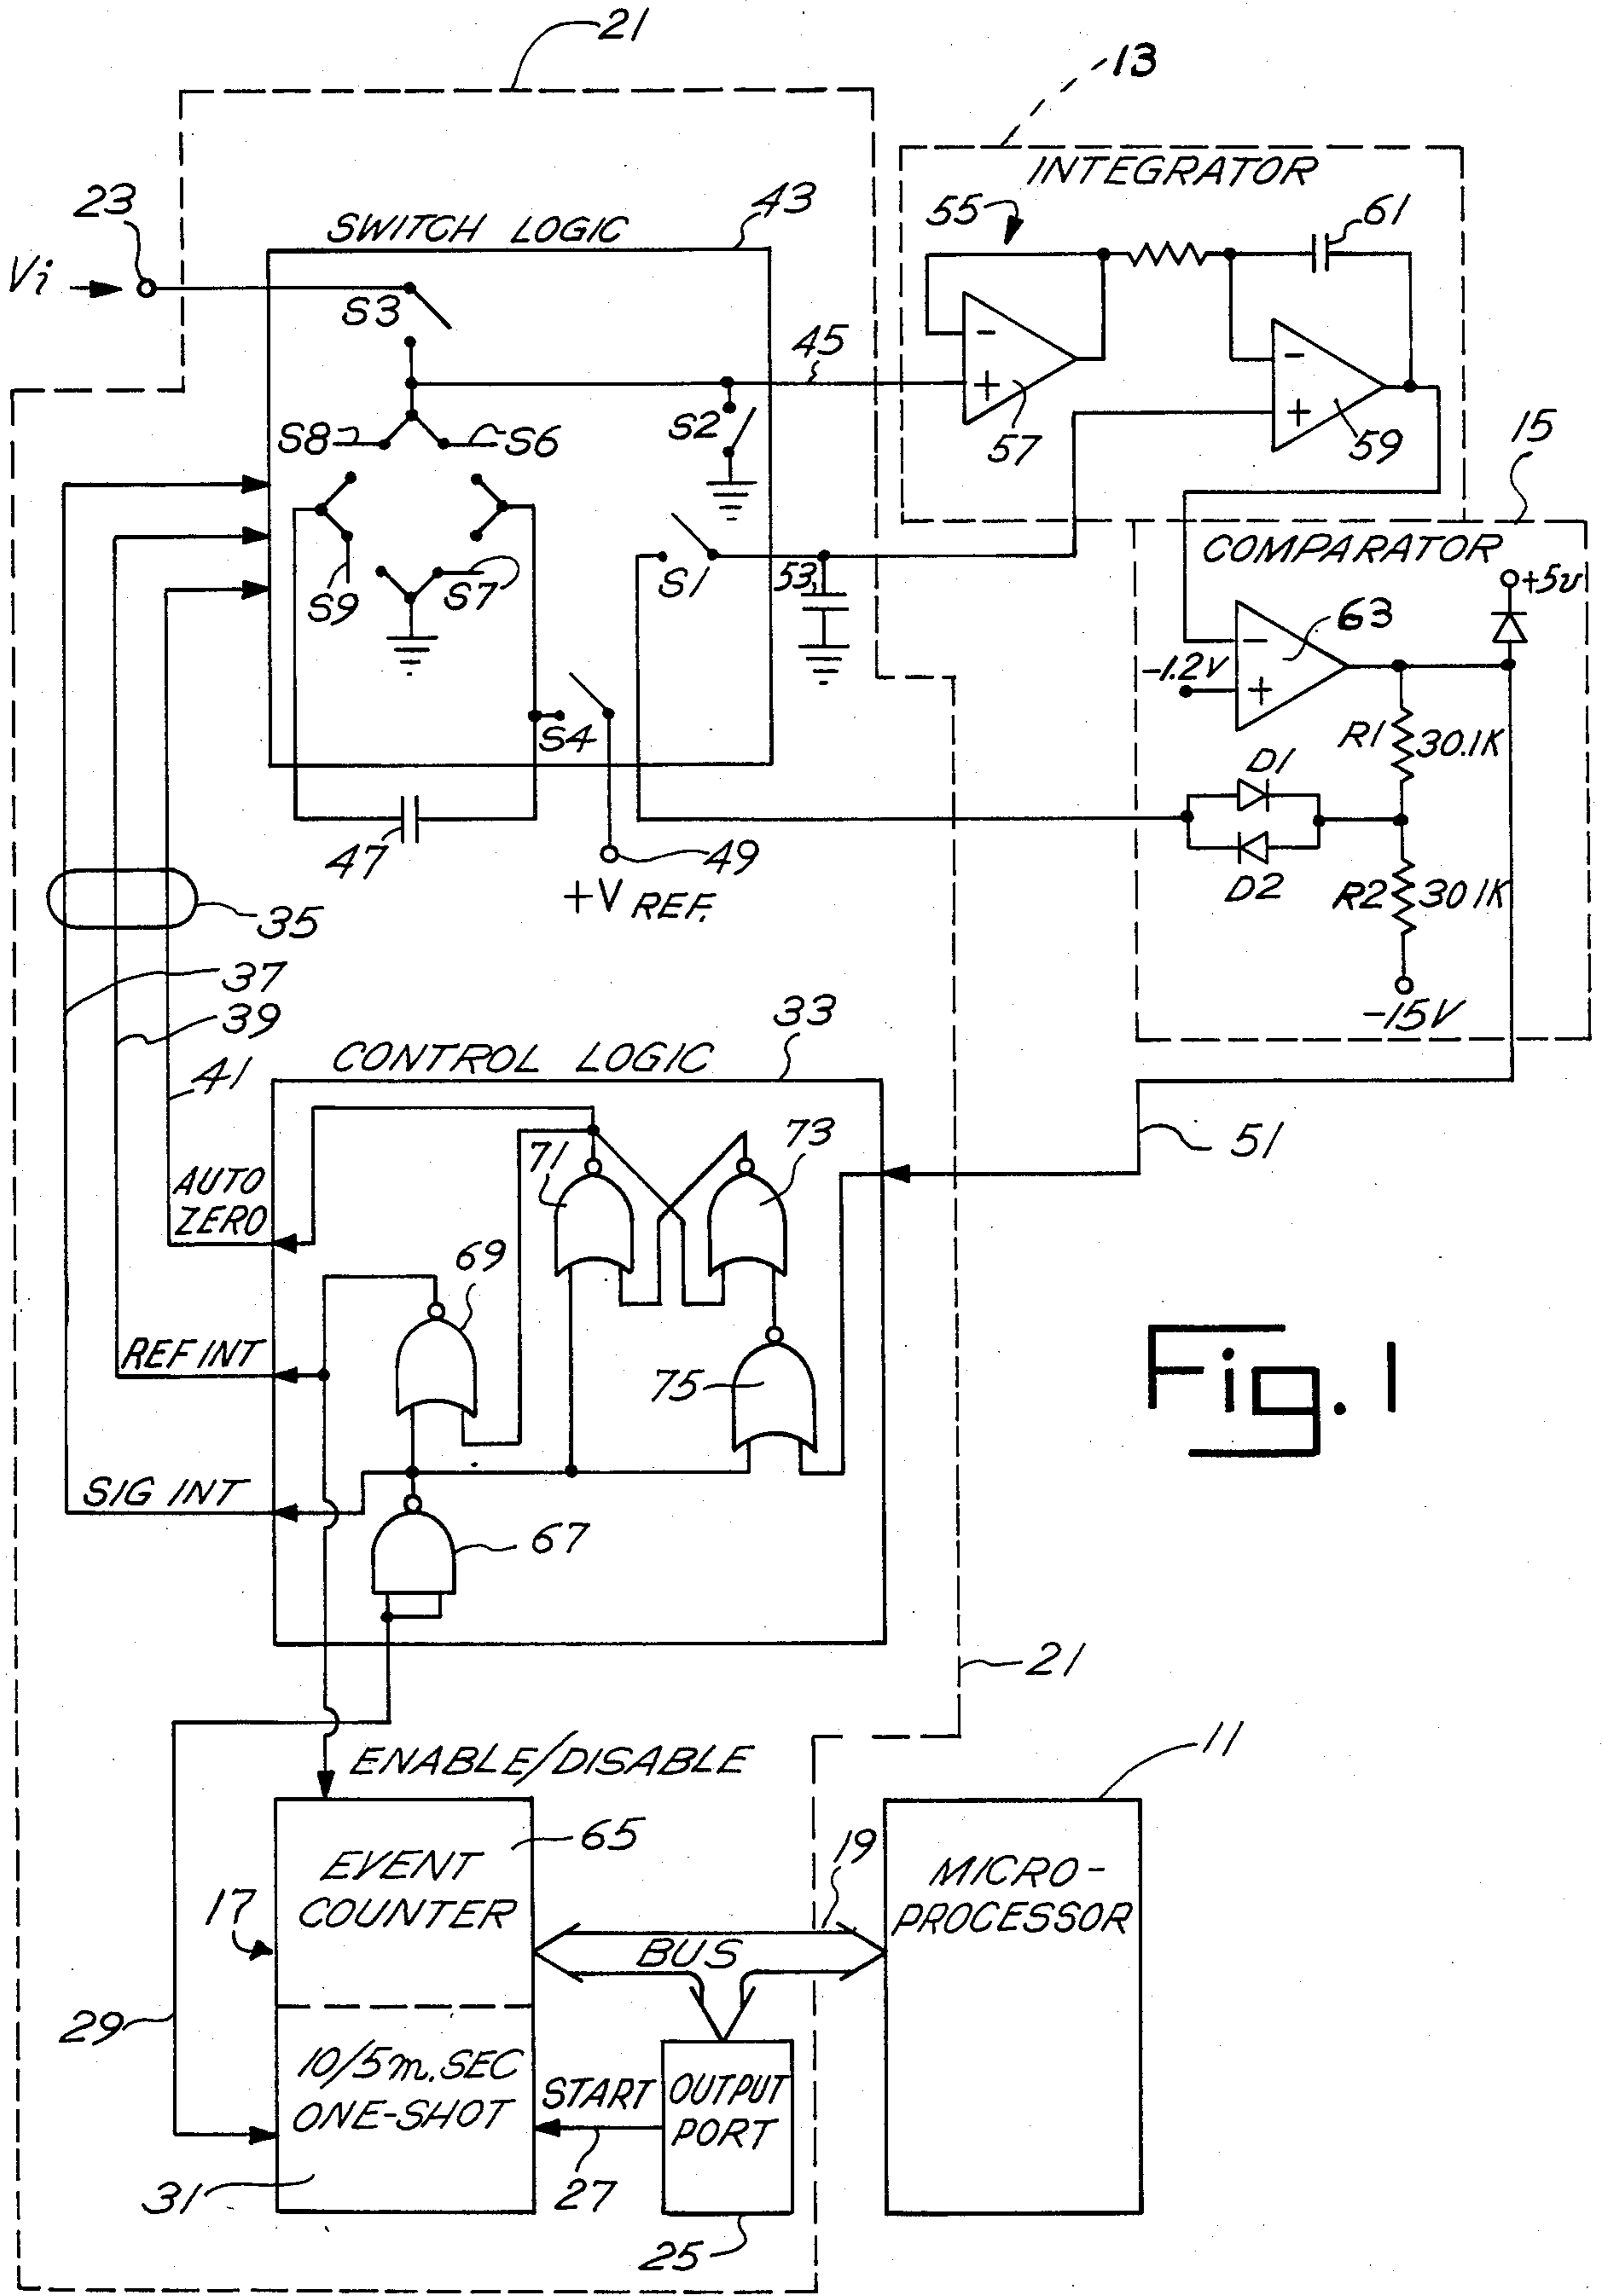 21
13
INTEGRATOR
23
SWITCH LOGIC
43
55
61
Vi
S3
45
-
+
57
-
+
59
S8
S6
S2
15
COMPARATOR
+5v
S9
S7
S1
53
63
-1.2V
-
+
S4
R1
30.1K
D1
47
49
+V REF.
D2
R2
30 1K
35
-15V
37
39
41
CONTROL LOGIC
33
51
71
73
AUTO
ZERO
69
REF INT
75
SIG INT
67
Fig. 1
21
ENABLE/DISABLE
11
65
EVENT
COUNTER
17
19
BUS
MICRO-
PROCESSOR
29
10/5m.SEC
ONE-SHOT
START
OUTPUT
PORT
31
27
25